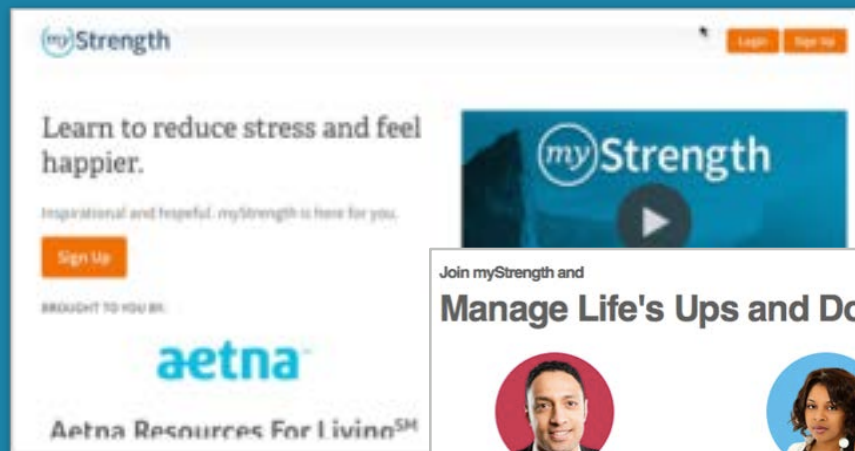 myStrength
Login Sign Up
Learn to reduce stress and feel
happier.
Inspirational and hopeful. myStrength is here for you.
Sign Up
BROUGHT TO YOU BY:
aetna
Aetna Resources For Living℠
myStrength
Join myStrength and
Manage Life's Ups and Do